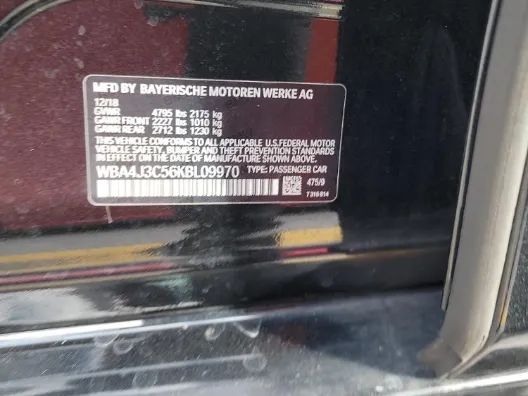 MFD BY BAYERISCHE MOTOREN WERKE AG
12/18
GVWR 4795 lbs 2175 kg
GAWR FRONT 2227 lbs 1010 kg
GAWR REAR 2712 lbs 1230 kg
THIS VEHICLE CONFORMS TO ALL APPLICABLE U.S.FEDERAL MOTOR
VEHICLE SAFETY, BUMPER, AND THEFT PREVENTION STANDARDS IN EFFECT ON THE
DATE OF MANUFACTURE SHOWN ABOVE.
WBA4J3C56KBL09970 TYPE: PASSENGER CAR
475/9
7318914